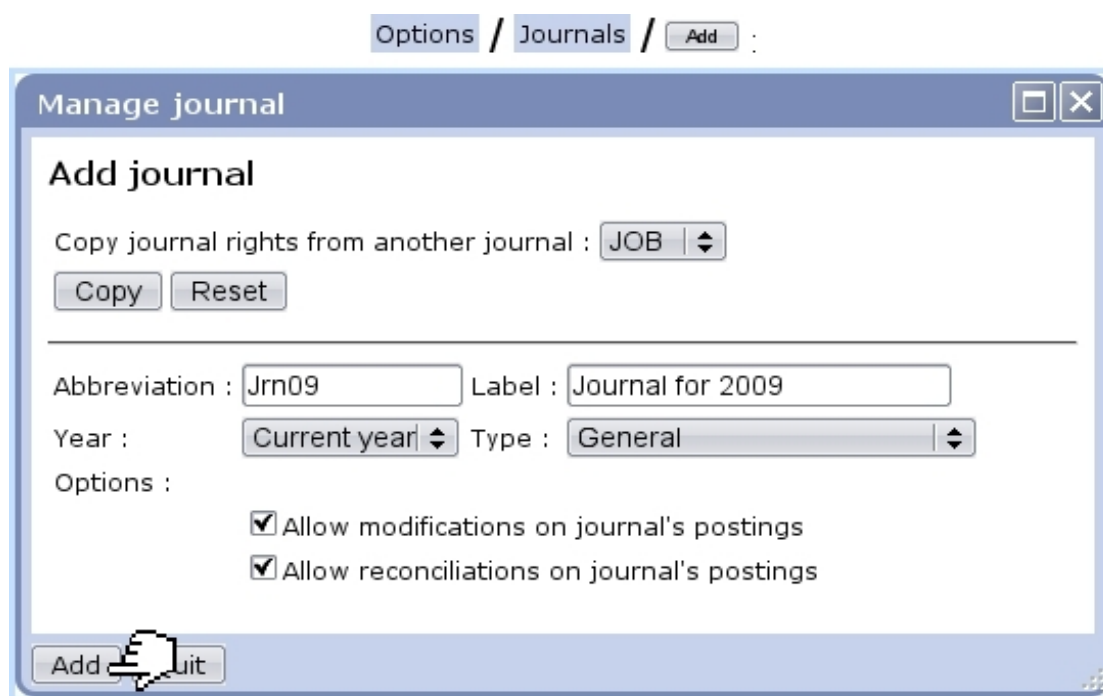 Options / Journals / Add :
Manage journal
Add journal
Copy journal rights from another journal : JOB
Copy Reset
Abbreviation : Jrn09 Label : Journal for 2009
Year : Current year Type : General
Options :
Allow modifications on journal's postings
Allow reconciliations on journal's postings
Add uit